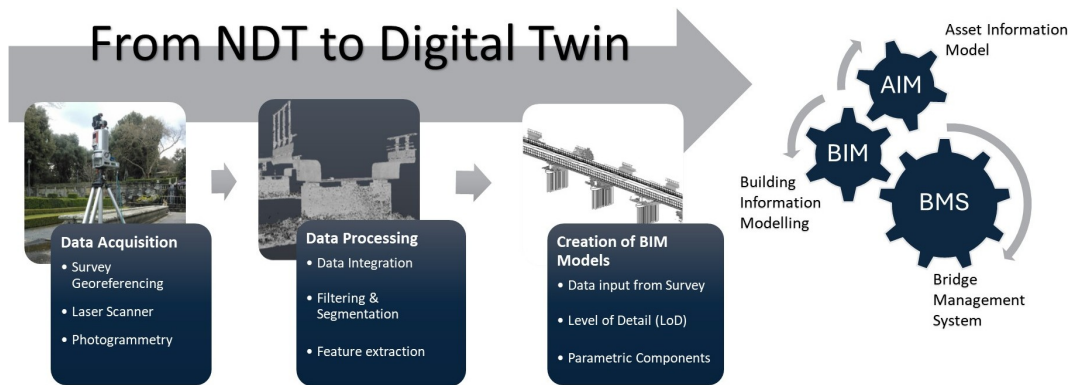 From NDT to Digital Twin
Data Acquisition
• Survey
Georeferencing
• Laser Scanner
• Photogrammetry
Data Processing
• Data Integration
• Filtering &
Segmentation
• Feature extraction
Creation of BIM
Models
• Data input from Survey
• Level of Detail (LoD)
• Parametric Components
Asset Information
Model
AIM
BIM
Building
Information
Modelling
BMS
Bridge
Management
System